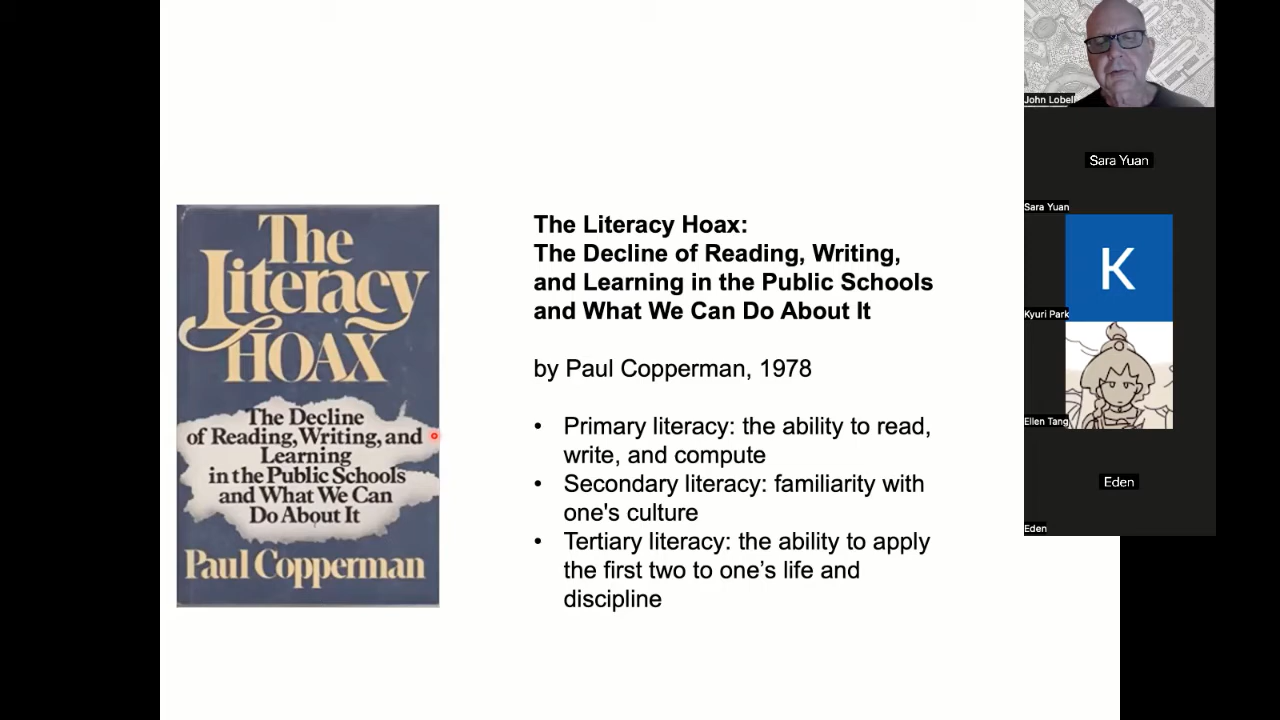 The
Literacy
HOAX
The Decline
of Reading, Writing, and
Learning
in the Public Schools
and What We Can
Do About It
Paul Copperman
The Literacy Hoax:
The Decline of Reading, Writing,
and Learning in the Public Schools
and What We Can Do About It
by Paul Copperman, 1978
• Primary literacy: the ability to read,
write, and compute
• Secondary literacy: familiarity with
one's culture
• Tertiary literacy: the ability to apply
the first two to one’s life and
discipline
John Lobell
Sara Yuan
Sara Yuan
K
Kyuri Park
Ellen Tang
Eden
Eden